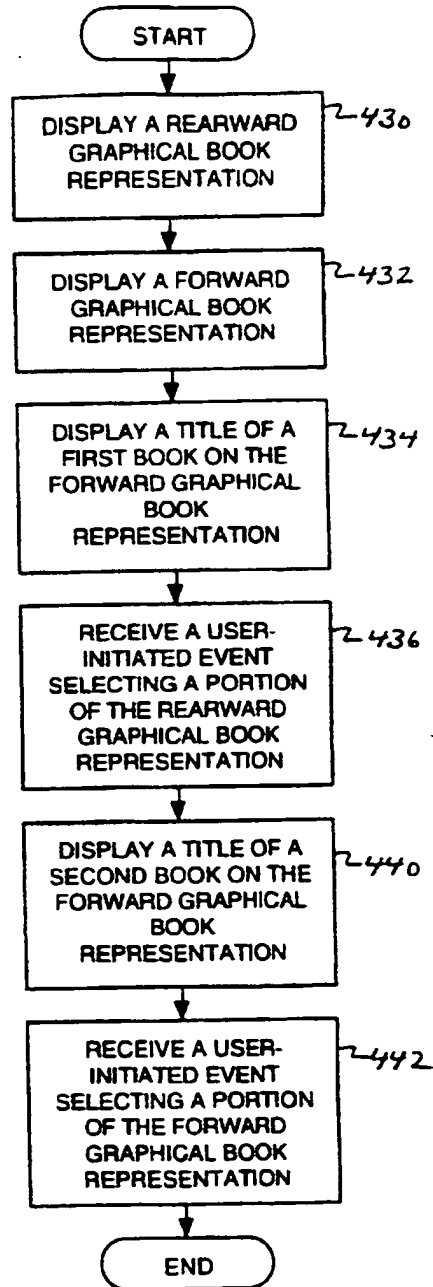 START
DISPLAY A REARWARD
GRAPHICAL BOOK
REPRESENTATION
430
DISPLAY A FORWARD
GRAPHICAL BOOK
REPRESENTATION
432
DISPLAY A TITLE OF A
FIRST BOOK ON THE
FORWARD GRAPHICAL
BOOK
REPRESENTATION
434
RECEIVE A USER-
INITIATED EVENT
SELECTING A PORTION
OF THE REARWARD
GRAPHICAL BOOK
REPRESENTATION
436
DISPLAY A TITLE OF A
SECOND BOOK ON THE
FORWARD GRAPHICAL
BOOK
REPRESENTATION
440
RECEIVE A USER-
INITIATED EVENT
SELECTING A PORTION
OF THE FORWARD
GRAPHICAL BOOK
REPRESENTATION
442
END